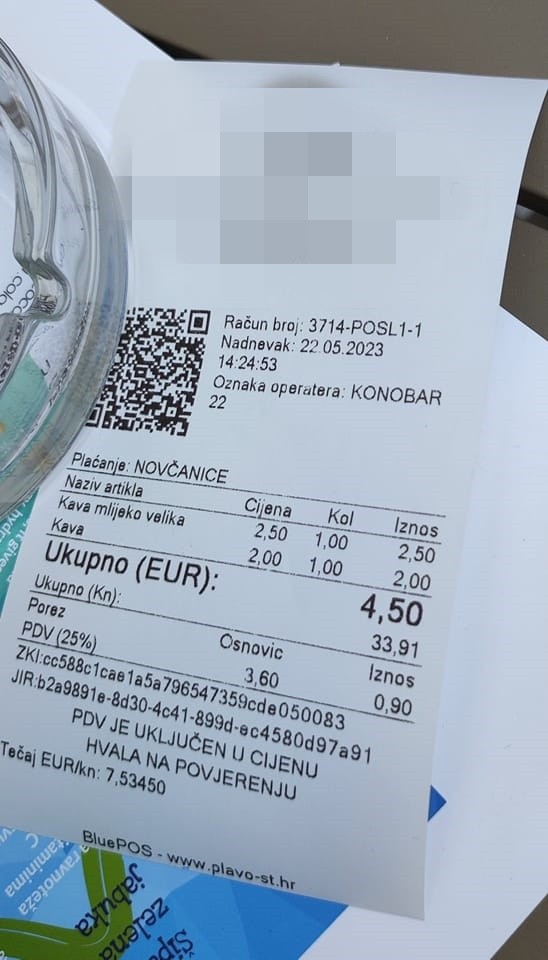 Račun broj: 3714-POSL1-1
Nadnevak: 22.05.2023
14:24:53
Oznaka operatera: KONOBAR
22
Plaćanje: NOVČANICE
Naziv artikla Cijena Kol Iznos
Kava mlijeko velika 2,50 1,00 2,50
Kava 2,00 1,00 2,00
Ukupno (EUR): 4,50
Ukupno (Kn): 33,91
Porez Osnovic Iznos
PDV (25%) 3,60 0,90
ZKI:cc588c1cae1a5a796547359cde050083
JIR:b2a9891e-8d30-4c41-899d-ec4580d97a91
PDV JE UKLJUČEN U CIJENU
HVALA NA POVJERENJU
Tečaj EUR/kn: 7,53450
BluePOS - www.plavo-st.hr
ravnoteža
aminima
C
zelena
jabuka